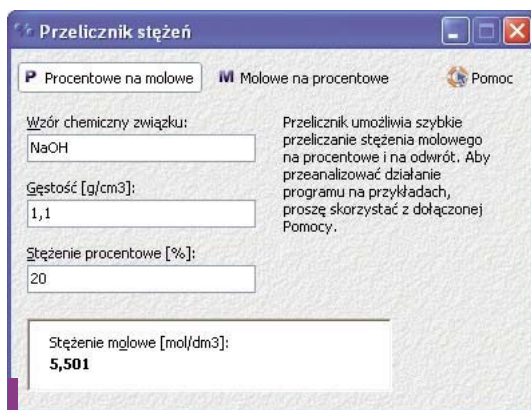 Przelicznik stężeń
P Procentowe na molowe M Molowe na procentowe Pomoc
Wzór chemiczny związku:
NaOH
Gęstość [g/cm3]:
1,1
Stężenie procentowe [%]:
20
Przelicznik umożliwia szybkie
przeliczanie stężenia molowego
na procentowe i na odwrót. Aby
przeanalizować działanie
programu na przykładach,
proszę skorzystać z dołączonej
Pomocy.
Stężenie molowe [mol/dm3]:
5,501